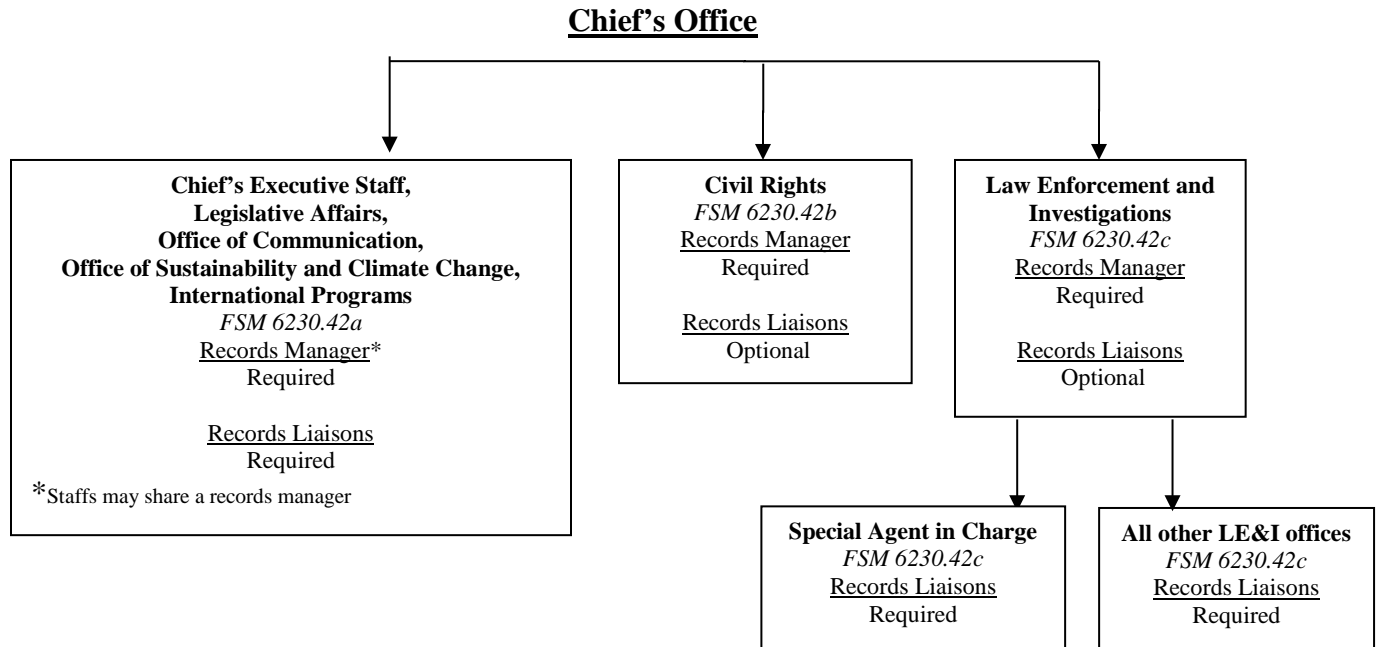 Chief’s Office
Chief’s Executive Staff,
Legislative Affairs,
Office of Communication,
Office of Sustainability and Climate Change,
International Programs
FSM 6230.42a
Records Manager*
Required
Records Liaisons
Required
*Staffs may share a records manager
Civil Rights
FSM 6230.42b
Records Manager
Required
Records Liaisons
Optional
Law Enforcement and
Investigations
FSM 6230.42c
Records Manager
Required
Records Liaisons
Optional
Special Agent in Charge
FSM 6230.42c
Records Liaisons
Required
All other LE&I offices
FSM 6230.42c
Records Liaisons
Required